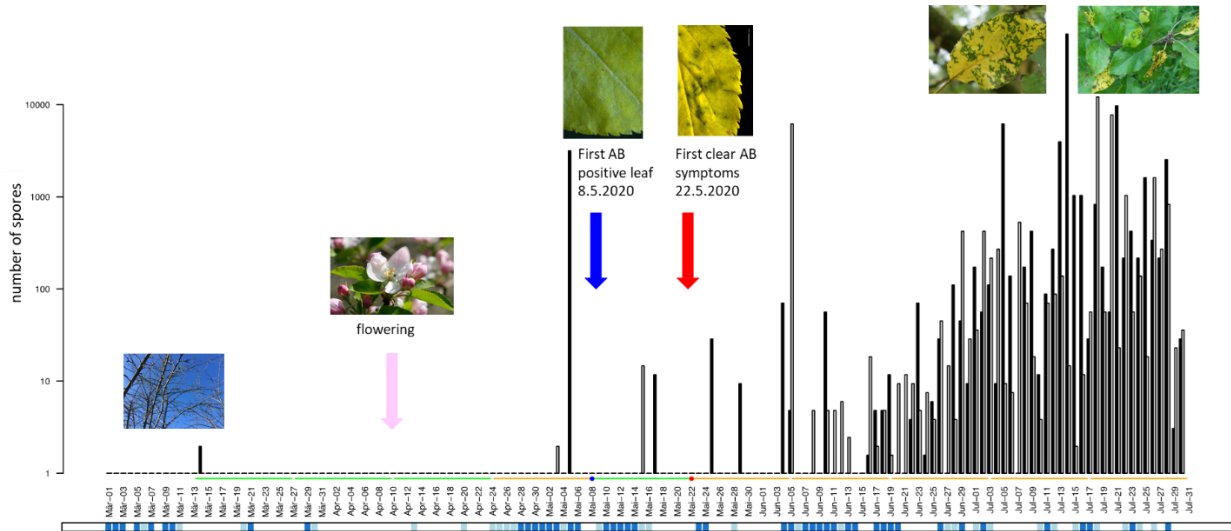 First AB
positive leaf
8.5.2020
First clear AB
symptoms
22.5.2020
flowering
number of spores
10000
1000
100
10
1
Mär–01
Mär–03
Mär–05
Mär–07
Mär–09
Mär–11
Mär–13
Mär–15
Mär–17
Mär–19
Mär–21
Mär–23
Mär–25
Mär–27
Mär–29
Mär–31
Apr–02
Apr–04
Apr–06
Apr–08
Apr–10
Apr–12
Apr–14
Apr–16
Apr–18
Apr–20
Apr–22
Apr–24
Apr–26
Apr–28
Apr–30
Mai–02
Mai–04
Mai–06
Mai–08
Mai–10
Mai–12
Mai–14
Mai–16
Mai–18
Mai–20
Mai–22
Mai–24
Mai–26
Mai–28
Mai–30
Jun–01
Jun–03
Jun–05
Jun–07
Jun–09
Jun–11
Jun–13
Jun–15
Jun–17
Jun–19
Jun–21
Jun–23
Jun–25
Jun–27
Jun–29
Jul–01
Jul–03
Jul–05
Jul–07
Jul–09
Jul–11
Jul–13
Jul–15
Jul–17
Jul–19
Jul–21
Jul–23
Jul–25
Jul–27
Jul–29
Jul–31